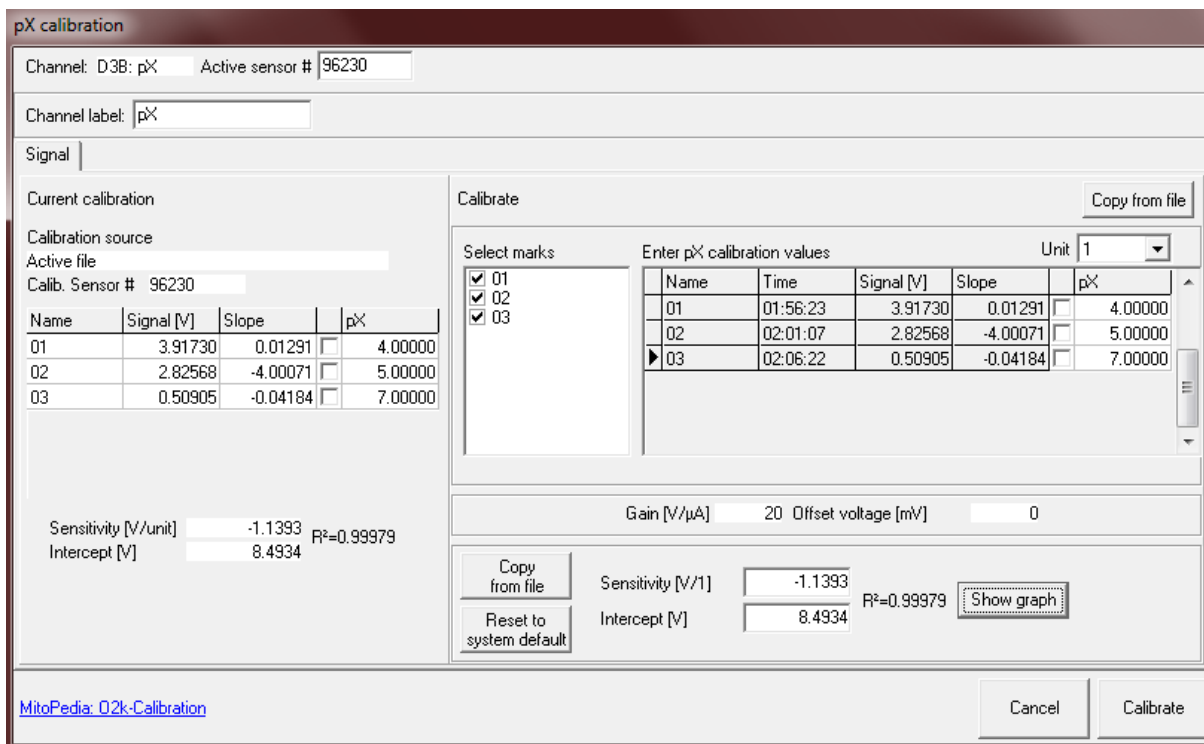 pX calibration
Channel: D3B: pX Active sensor # 96230
Channel label: pX
Signal
Current calibration
Calibration source
Active file
Calib. Sensor # 96230
Name Signal [V] Slope pX
01 3.91730 0.01291 4.00000
02 2.82568 -4.00071 5.00000
03 0.50905 -0.04184 7.00000
Sensitivity [V/unit] -1.1393 R²=0.99979
Intercept [V] 8.4934
Calibrate Copy from file
Select marks
01
02
03
Enter pX calibration values Unit 1
Name Time Signal [V] Slope pX
01 01:56:23 3.91730 0.01291 4.00000
02 02:01:07 2.82568 -4.00071 5.00000
03 02:06:22 0.50905 -0.04184 7.00000
Gain [V/µA] 20 Offset voltage [mV] 0
Copy
from file
Reset to
system default
Sensitivity [V/1] -1.1393 R²=0.99979 Show graph
Intercept [V] 8.4934
MitoPedia: O2k-Calibration Cancel Calibrate